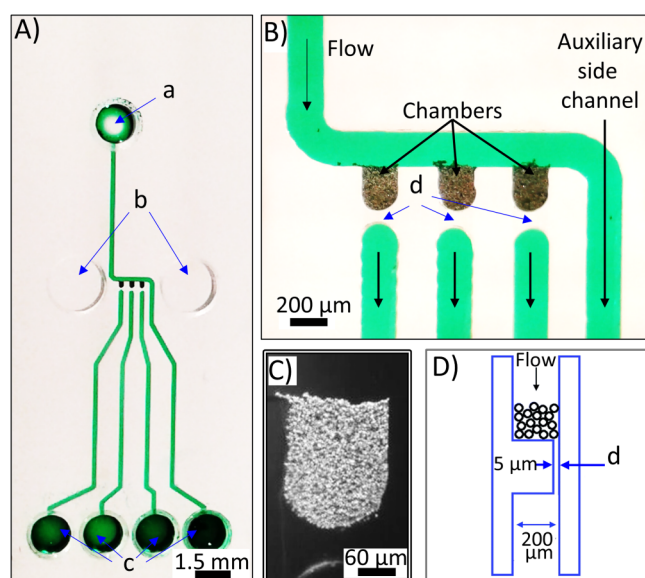 A)
a
b
c
1.5 mm
B)
Flow
Auxiliary
side
channel
Chambers
d
200 µm
C)
60 µm
D)
Flow
5 µm
d
200
µm